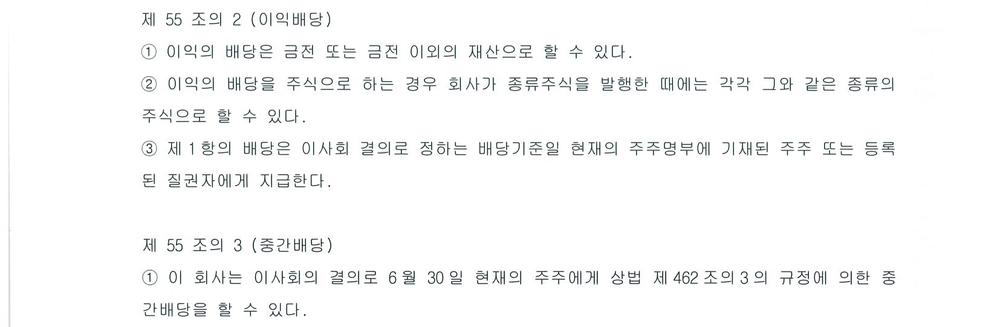 제 55 조의 2 (이익배당)
① 이익의 배당은 금전 또는 금전 이외의 재산으로 할 수 있다.
② 이익의 배당을 주식으로 하는 경우 회사가 종류주식을 발행한 때에는 각각 그와 같은 종류의
주식으로 할 수 있다.
③ 제1항의 배당은 이사회 결의로 정하는 배당기준일 현재의 주주명부에 기재된 주주 또는 등록
된 질권자에게 지급한다.
제 55 조의 3 (중간배당)
① 이 회사는 이사회의 결의로 6월 30일 현재의 주주에게 상법 제462조의3의 규정에 의한 중
간배당을 할 수 있다.